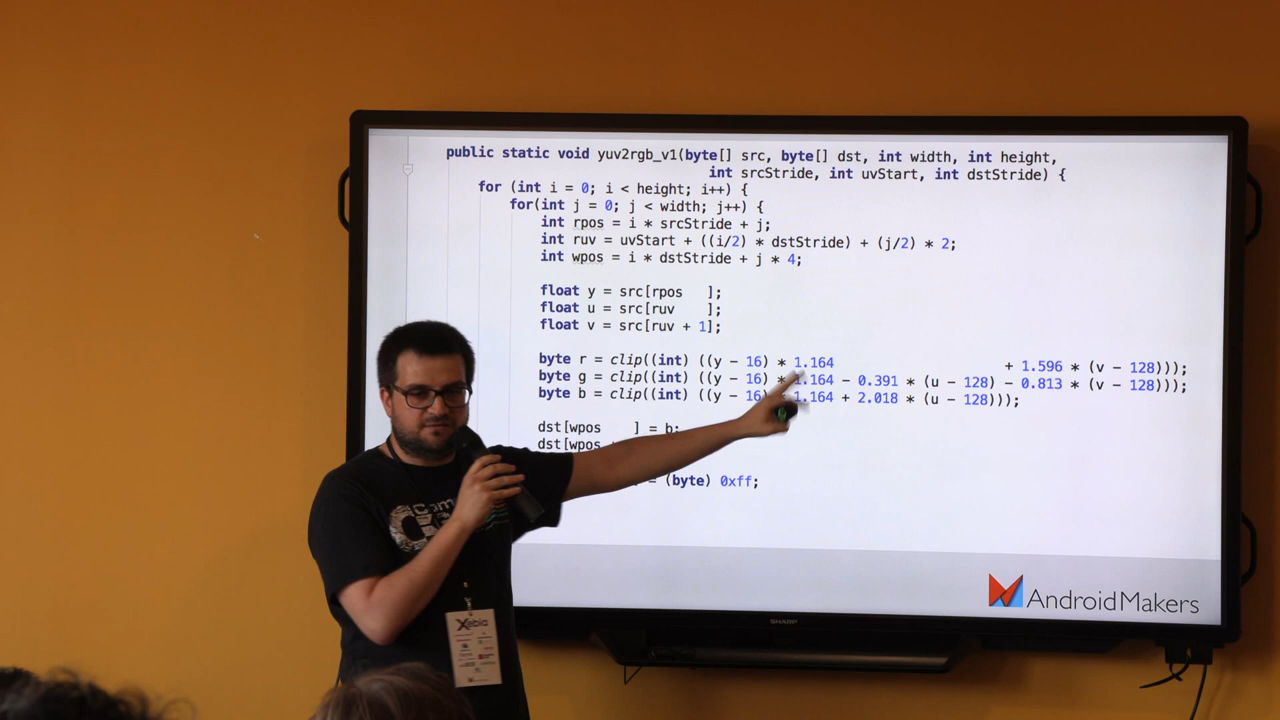 public static void yuv2rgb_v1(byte[] src, byte[] dst, int width, int height,
int srcStride, int uvStart, int dstStride) {
for (int i = 0; i < height; i++) {
for(int j = 0; j < width; j++) {
int rpos = i * srcStride + j;
int ruv = uvStart + ((i/2) * dstStride) + (j/2) * 2;
int wpos = i * dstStride + j * 4;
float y = src[rpos ];
float u = src[ruv ];
float v = src[ruv + 1];
byte r = clip((int) ((y - 16) * 1.164 + 1.596 * (v - 128)));
byte g = clip((int) ((y - 16) * 1.164 - 0.391 * (u - 128) - 0.813 * (v - 128)));
byte b = clip((int) ((y - 16) * 1.164 + 2.018 * (u - 128)));
dst[wpos ] = b;
dst[wpos
= (byte) 0xff;
AndroidMakers
SHARP
Xebia